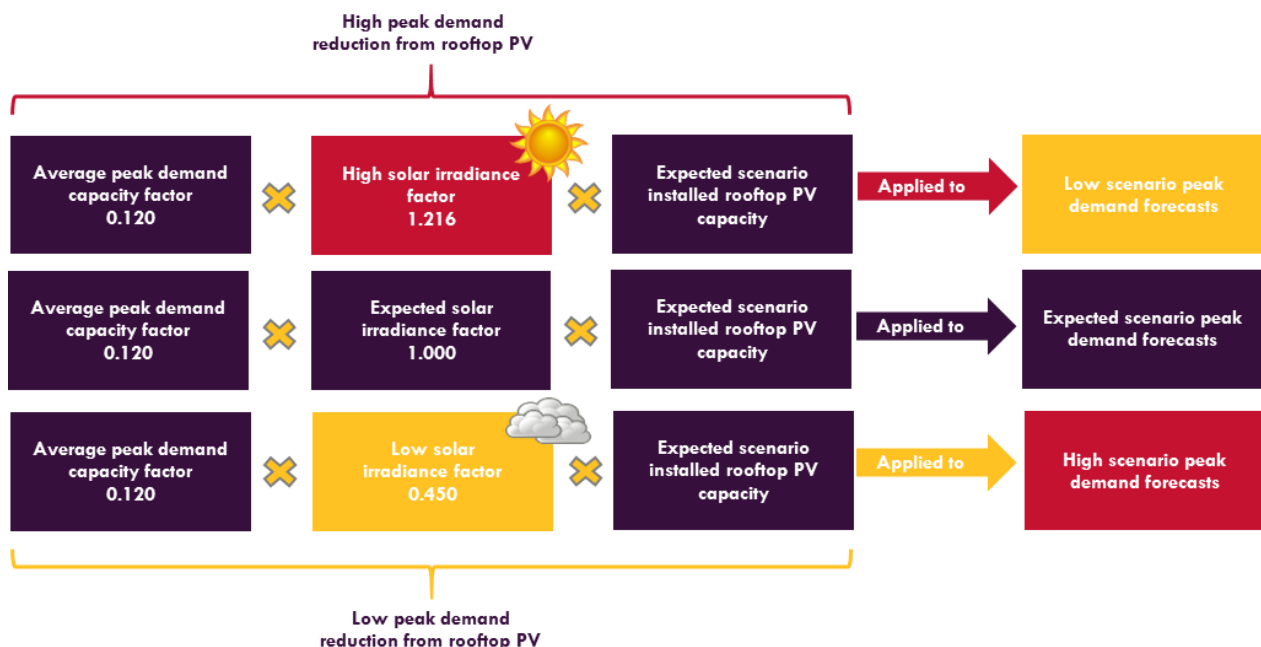 High peak demand
reduction from rooftop PV
Average peak demand
capacity factor
0.120
High solar irradiance
factor
1.216
Expected scenario
installed rooftop PV
capacity
Applied to
Low scenario peak
demand forecasts
Average peak demand
capacity factor
0.120
Expected solar
irradiance factor
1.000
Expected scenario
installed rooftop PV
capacity
Applied to
Expected scenario peak
demand forecasts
Average peak demand
capacity factor
0.120
Low solar
irradiance factor
0.450
Expected scenario
installed rooftop PV
capacity
Applied to
High scenario peak
demand forecasts
Low peak demand
reduction from rooftop PV